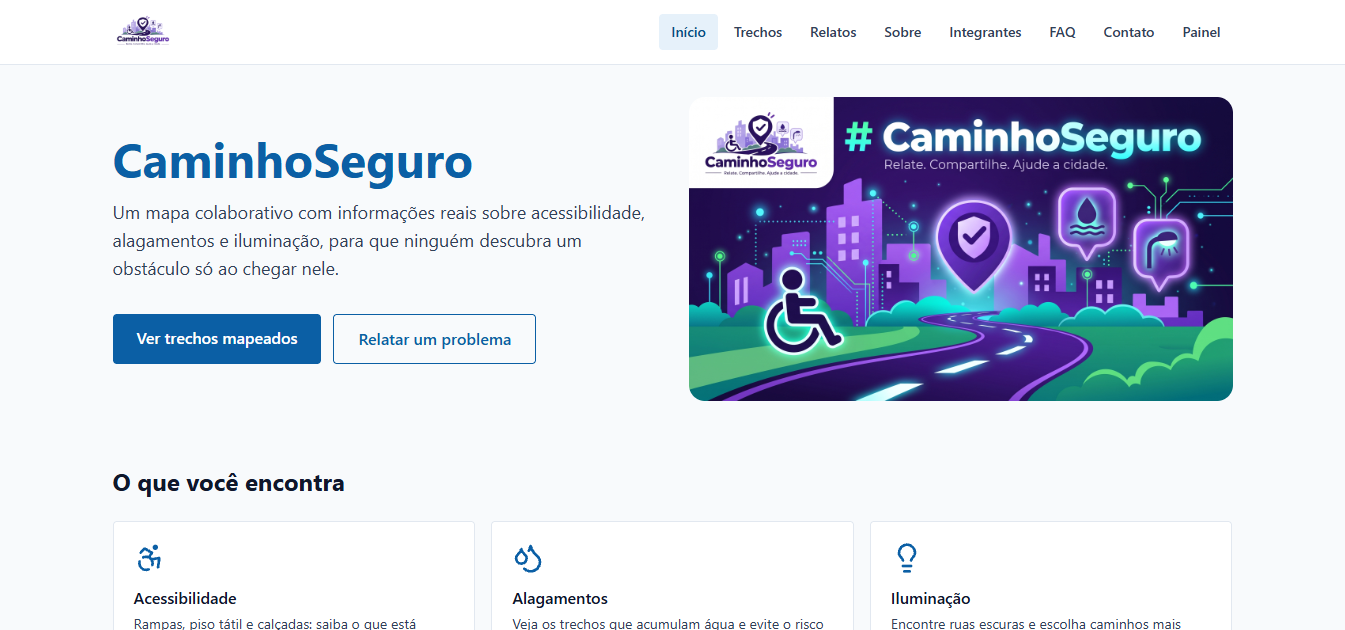 CaminhoSeguro
Início
Trechos
Relatos
Sobre
Integrantes
FAQ
Contato
Painel
CaminhoSeguro
Um mapa colaborativo com informações reais sobre acessibilidade,
alagamentos e iluminação, para que ninguém descubra um
obstáculo só ao chegar nele.
Ver trechos mapeados
Relatar um problema
CaminhoSeguro
Relate. Compartilhe. Ajude a cidade.
# CaminhoSeguro
Relate. Compartilhe. Ajude a cidade.
O que você encontra
Acessibilidade
Rampas, piso tátil e calçadas: saiba o que está
Alagamentos
Veja os trechos que acumulam água e evite o risco
Iluminação
Encontre ruas escuras e escolha caminhos mais